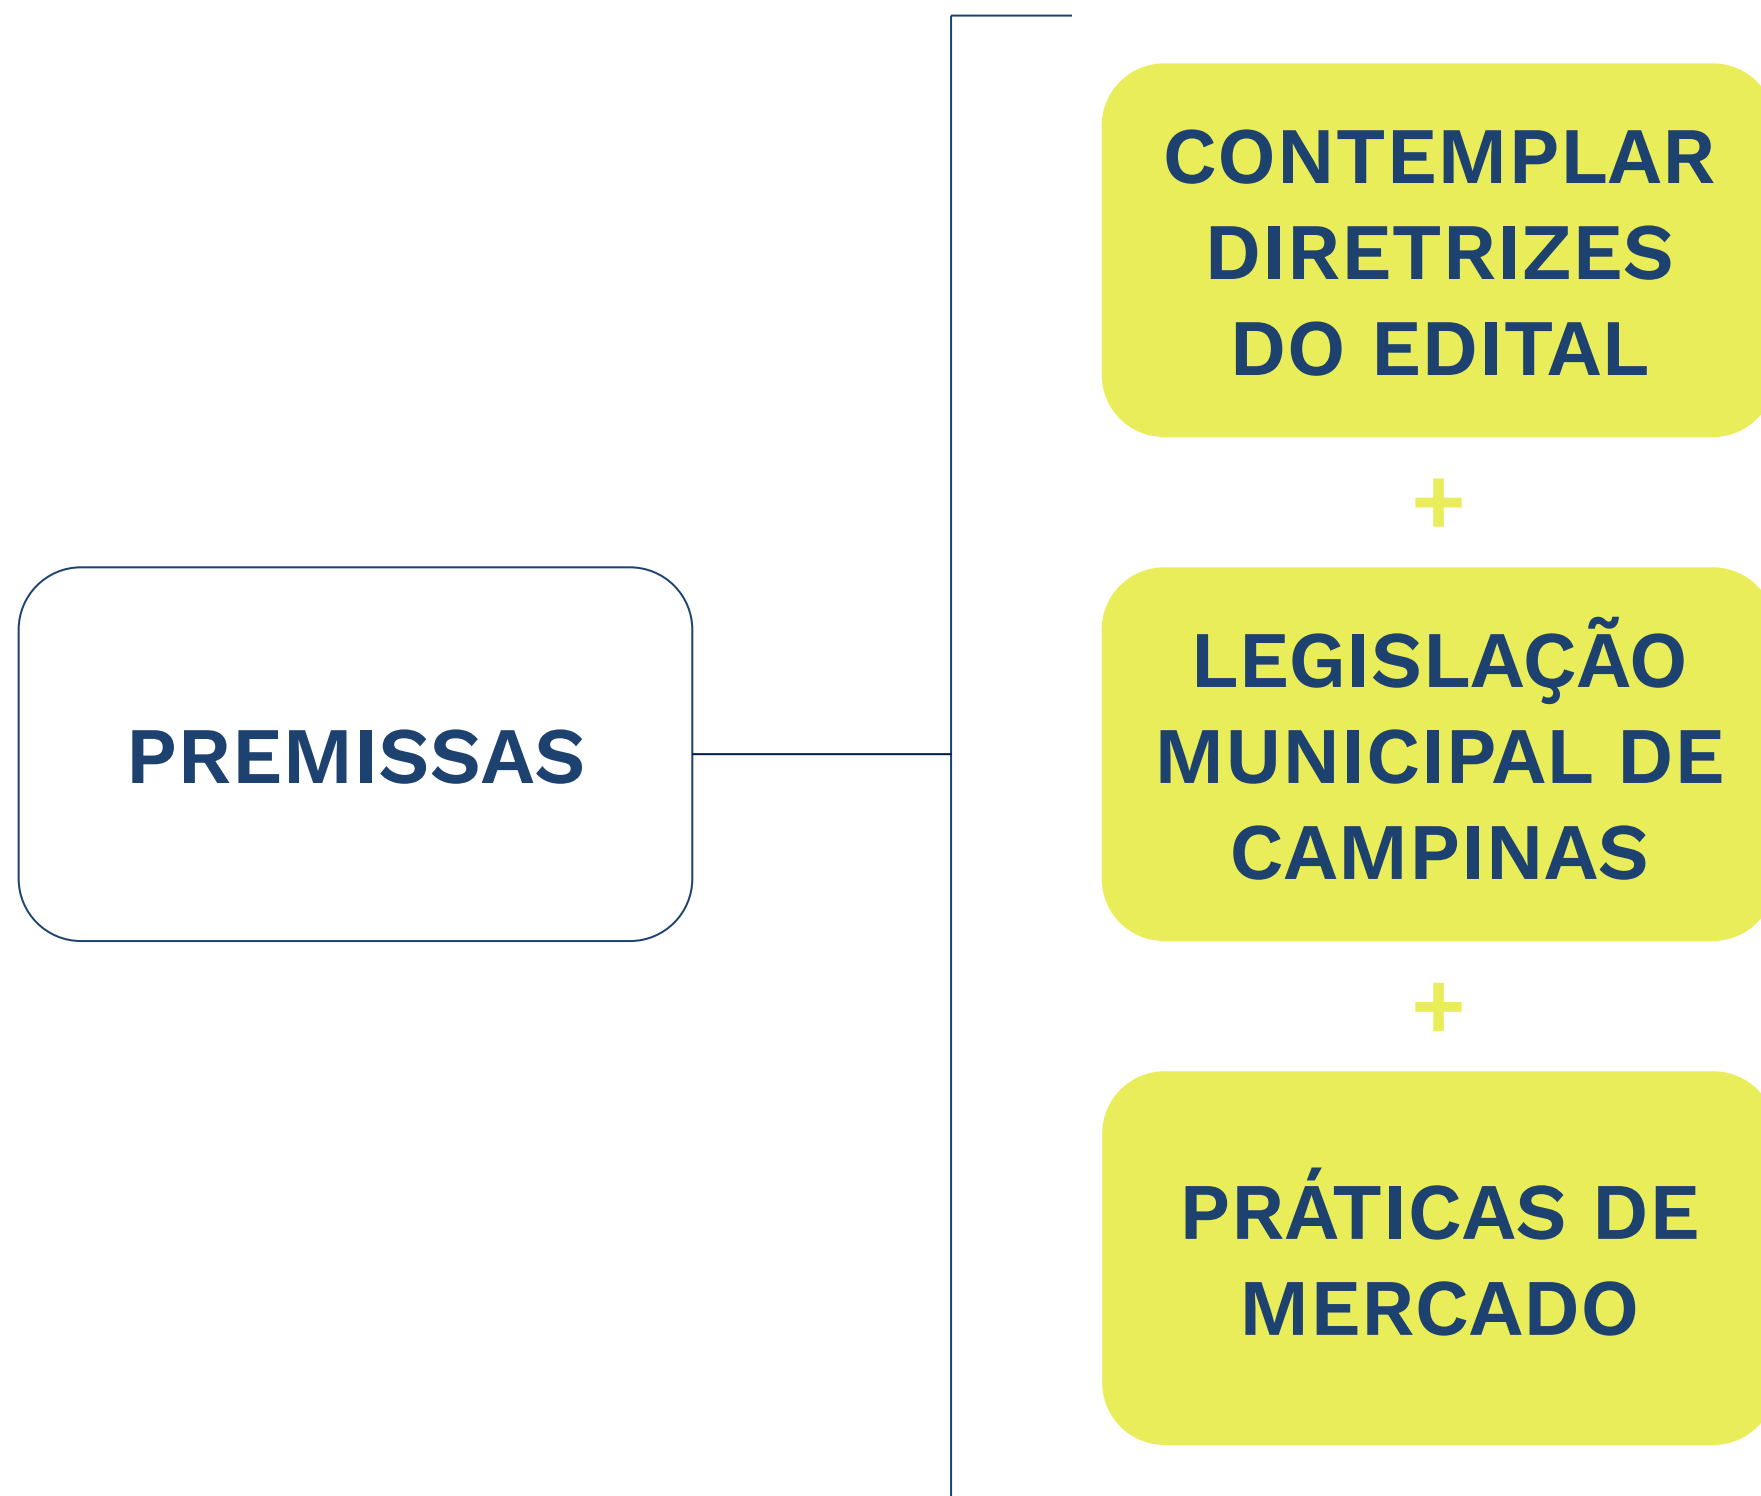 PREMISSAS
CONTEMPLAR
DIRETRIZES
DO EDITAL
+
LEGISLAÇÃO
MUNICIPAL DE
CAMPINAS
+
PRÁTICAS DE
MERCADO